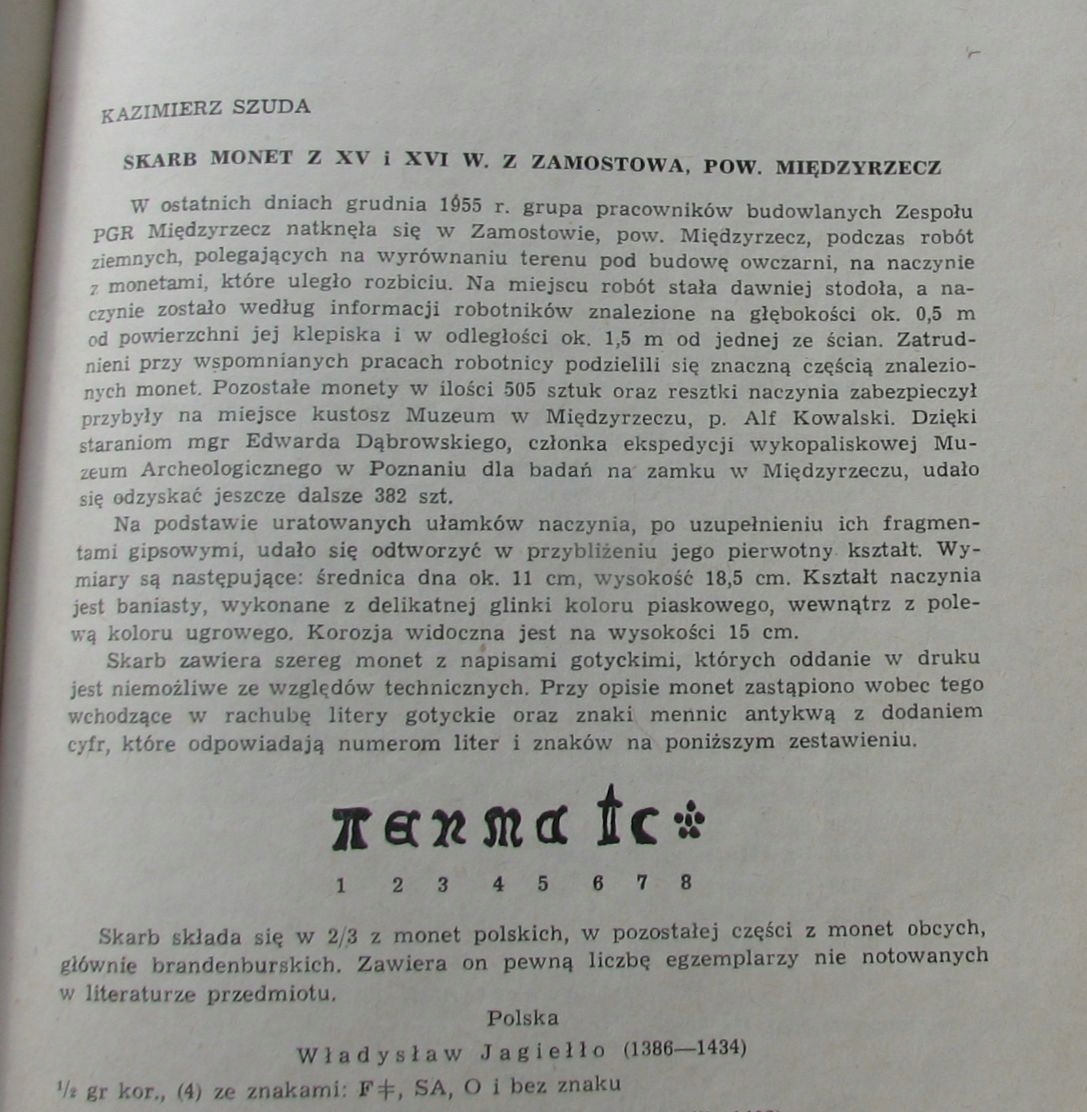 KAZIMIERZ SZUDA
SKARB MONET Z XV i XVI W. Z ZAMOSTOWA, POW. MIĘDZYRZECZ
W ostatnich dniach grudnia 1955 r. grupa pracowników budowlanych Zespołu
PGR Międzyrzecz natknęła się w Zamostowie, pow. Międzyrzecz, podczas robót
ziemnych, polegających na wyrównaniu terenu pod budowę owczarni, na naczynie
z monetami, które uległo rozbiciu. Na miejscu robót stała dawniej stodoła, a na-
czynie zostało według informacji robotników znalezione na głębokości ok. 0,5 m
od powierzchni jej klepiska i w odległości ok. 1,5 m od jednej ze ścian. Zatrud-
nieni przy wspomnianych pracach robotnicy podzielili się znaczną częścią znalezio-
nych monet. Pozostałe monety w ilości 505 sztuk oraz resztki naczynia zabezpieczył
przybyły na miejsce kustosz Muzeum w Międzyrzeczu, p. Alf Kowalski. Dzięki
staraniom mgr Edwarda Dąbrowskiego, członka ekspedycji wykopaliskowej Mu-
zeum Archeologicznego w Poznaniu dla badań na zamku w Międzyrzeczu, udało
się odzyskać jeszcze dalsze 382 szt.
Na podstawie uratowanych ułamków naczynia, po uzupełnieniu ich fragmen-
tami gipsowymi, udało się odtworzyć w przybliżeniu jego pierwotny kształt. Wy-
miary są następujące: średnica dna ok. 11 cm, wysokość 18,5 cm. Kształt naczynia
jest baniasty, wykonane z delikatnej glinki koloru piaskowego, wewnątrz z pole-
wą koloru ugrowego. Korozja widoczna jest na wysokości 15 cm.
Skarb zawiera szereg monet z napisami gotyckimi, których oddanie w druku
jest niemożliwe ze względów technicznych. Przy opisie monet zastąpiono wobec tego
wchodzące w rachubę litery gotyckie oraz znaki mennic antykwą z dodaniem
cyfr, które odpowiadają numerom liter i znaków na poniższym zestawieniu.
1 2 3 4 5 6 7 8
Skarb składa się w 2/3 z monet polskich, w pozostałej części z monet obcych,
głównie brandenburskich. Zawiera on pewną liczbę egzemplarzy nie notowanych
w literaturze przedmiotu.
Polska
Władysław Jagiełło (1386—1434)
½ gr kor., (4) ze znakami: F‡, SA, O i bez znaku